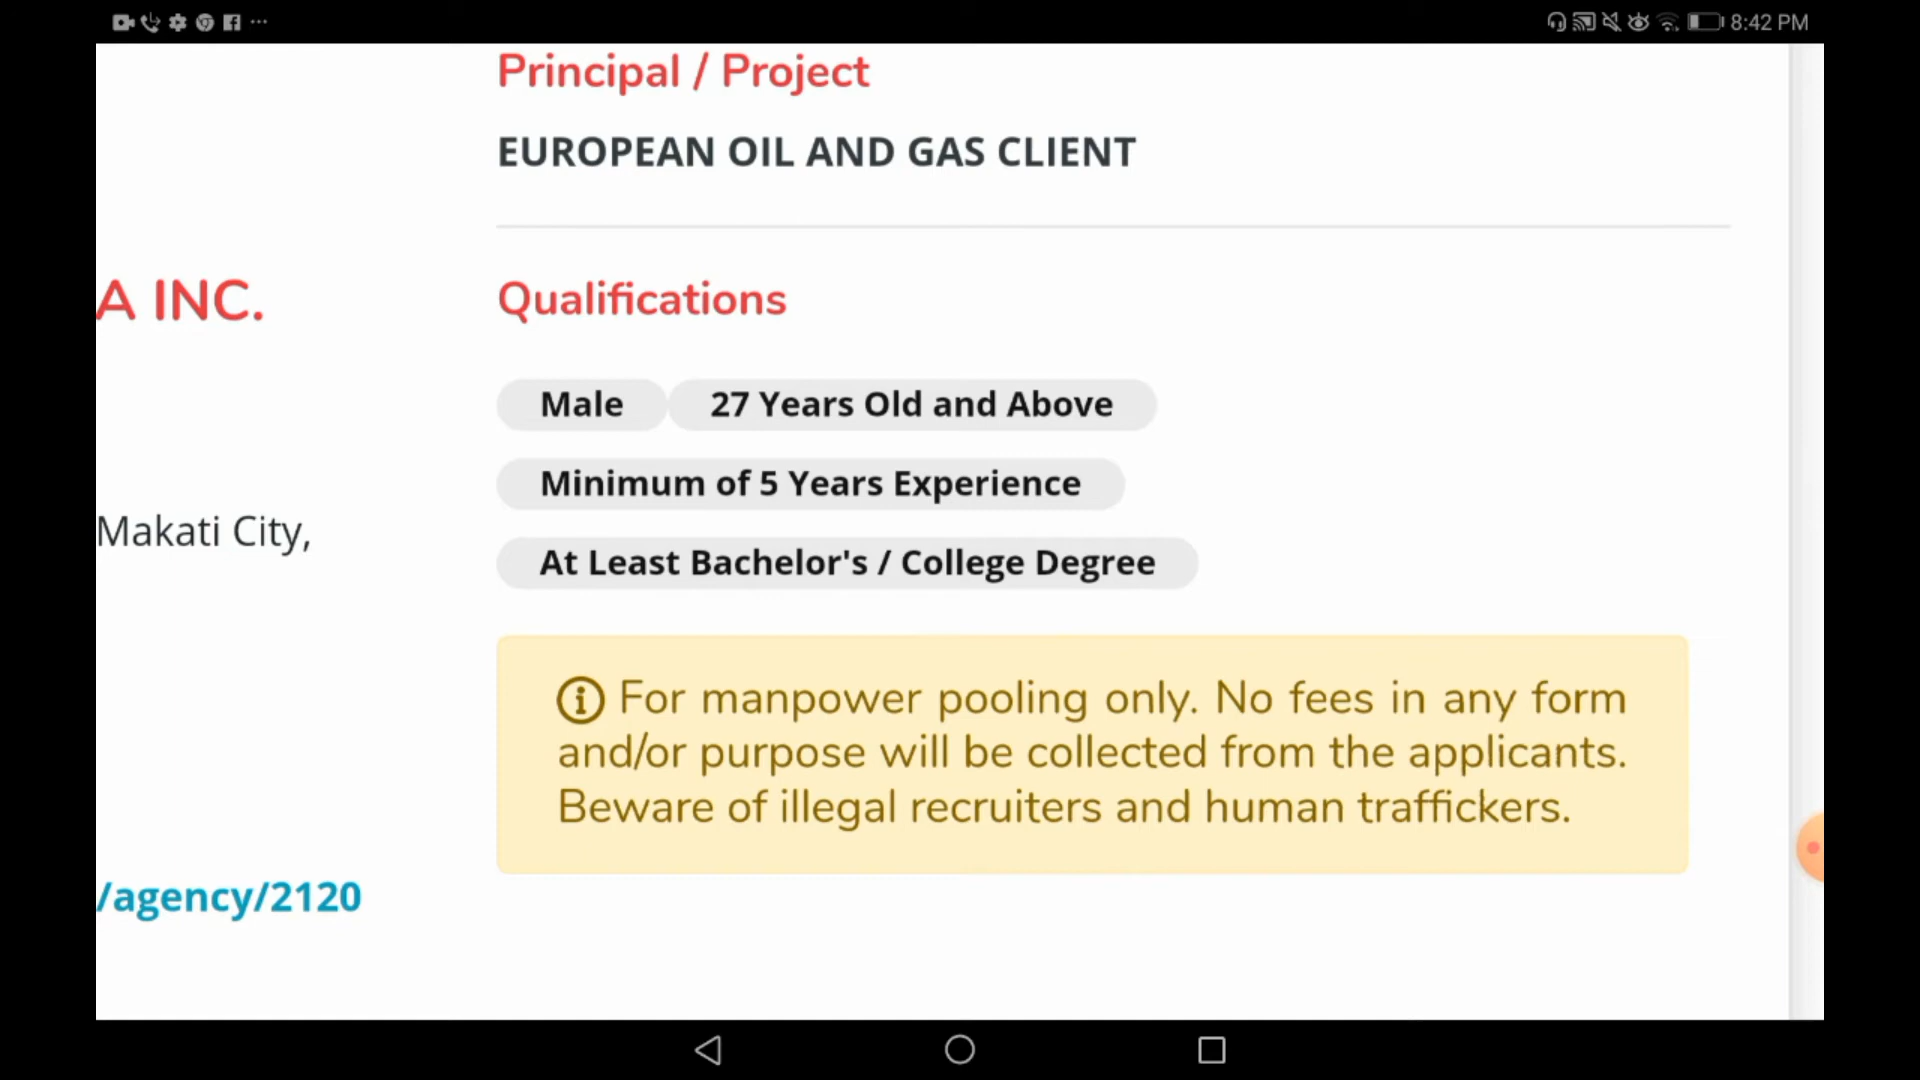 8:42 PM
Principal / Project
EUROPEAN OIL AND GAS CLIENT
A INC.
Qualifications
Male
27 Years Old and Above
Minimum of 5 Years Experience
Makati City,
At Least Bachelor's / College Degree
For manpower pooling only. No fees in any form
and/or purpose will be collected from the applicants.
Beware of illegal recruiters and human traffickers.
/agency/2120